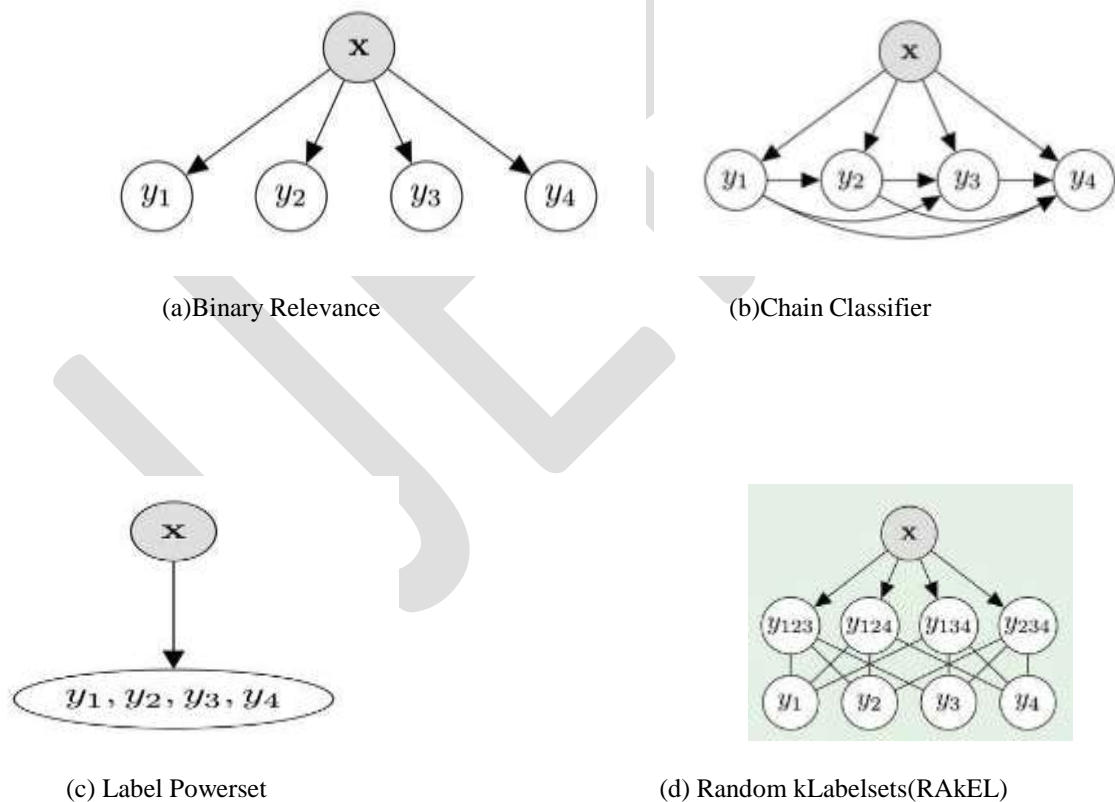 x
y1 y2 y3 y4
(a)Binary Relevance
x
y1 y2 y3 y4
(b)Chain Classifier
x
y1, y2, y3, y4
(c) Label Powerset
x
y123 y124 y134 y234
y1 y2 y3 y4
(d) Random kLabelsets(RAkEL)